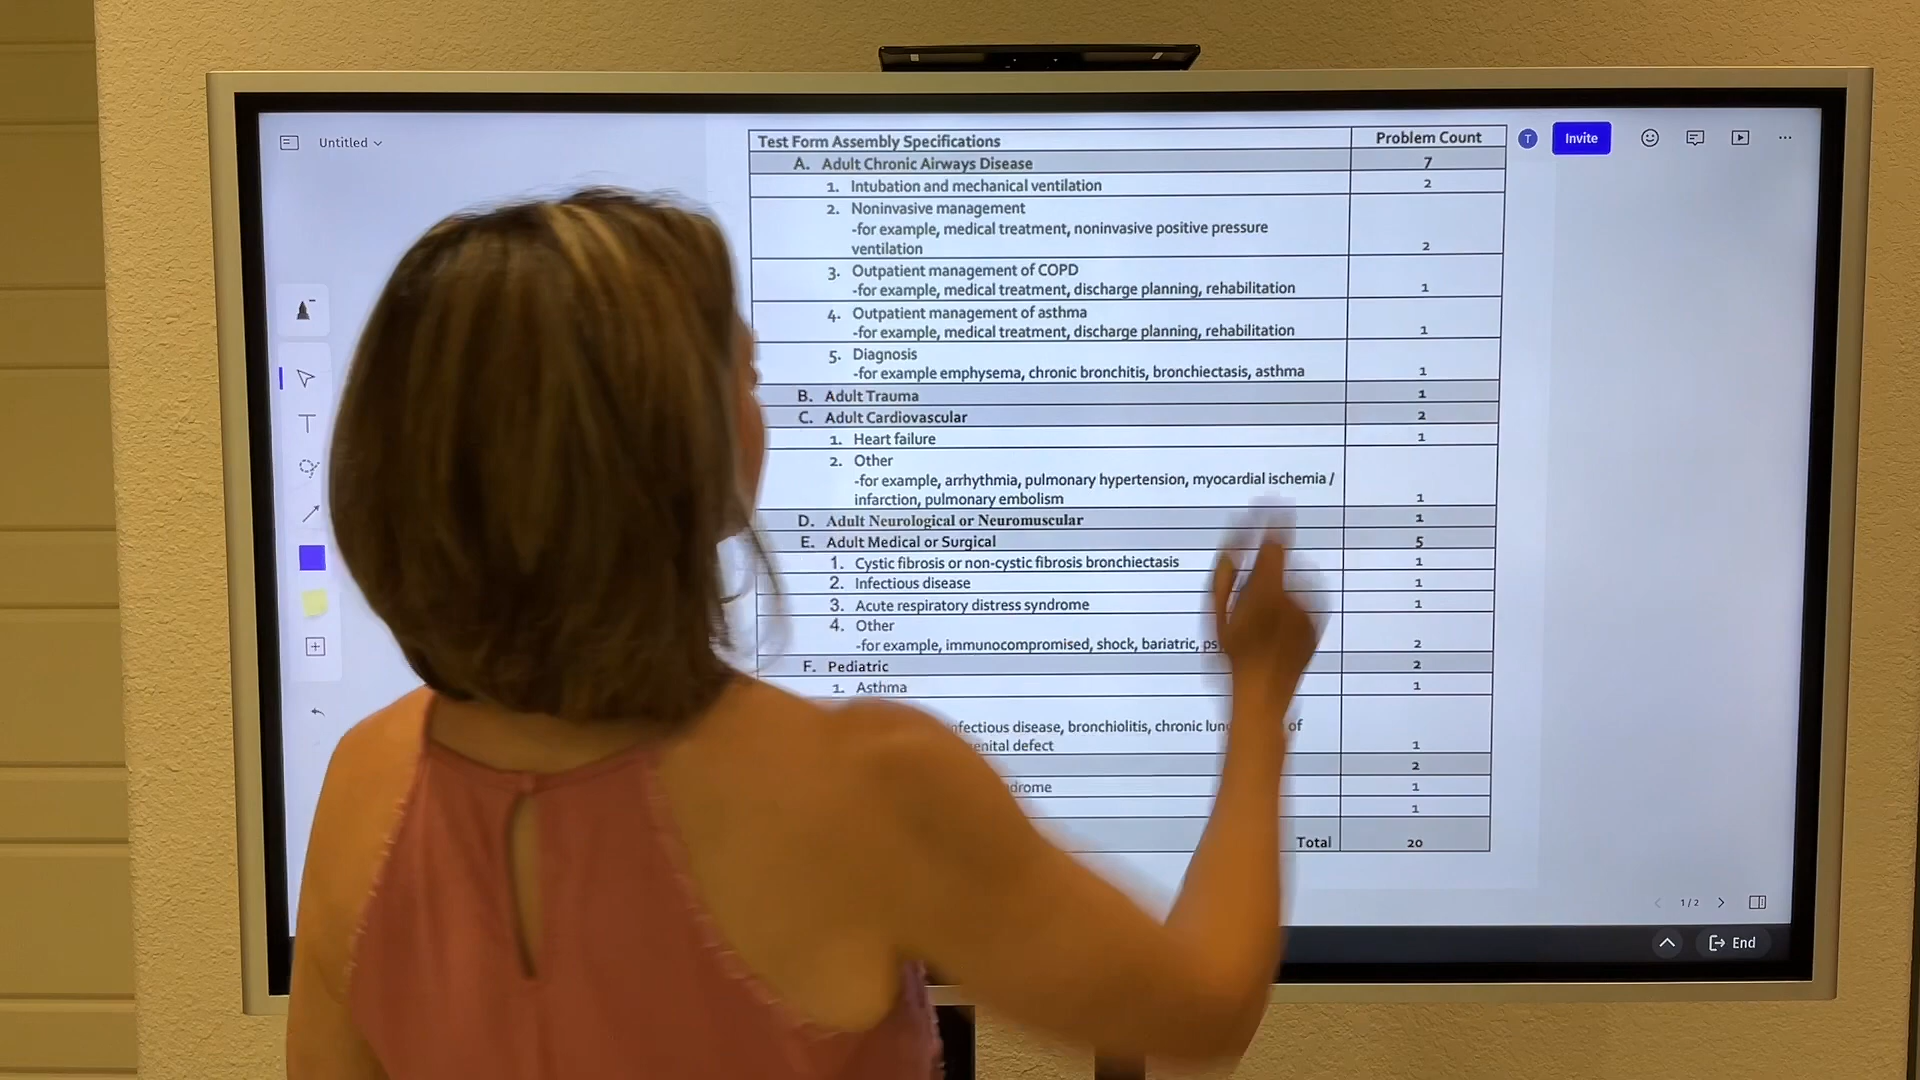 Untitled
Test Form Assembly Specifications Problem Count
A. Adult Chronic Airways Disease 7
1. Intubation and mechanical ventilation 2
2. Noninvasive management
-for example, medical treatment, noninvasive positive pressure
ventilation 2
3. Outpatient management of COPD
-for example, medical treatment, discharge planning, rehabilitation 1
4. Outpatient management of asthma
-for example, medical treatment, discharge planning, rehabilitation 1
5. Diagnosis
-for example emphysema, chronic bronchitis, bronchiectasis, asthma 1
B. Adult Trauma 1
C. Adult Cardiovascular 2
1. Heart failure 1
2. Other
-for example, arrhythmia, pulmonary hypertension, myocardial ischemia /
infarction, pulmonary embolism 1
D. Adult Neurological or Neuromuscular 1
E. Adult Medical or Surgical 5
1. Cystic fibrosis or non-cystic fibrosis bronchiectasis 1
2. Infectious disease 1
3. Acute respiratory distress syndrome 1
4. Other
-for example, immunocompromised, shock, bariatric, 2
F. Pediatric 2
1. Asthma 1
disease, bronchiolitis, chronic of
defect 1
2
1
1
Total 20
T
Invite
T
1/2
End